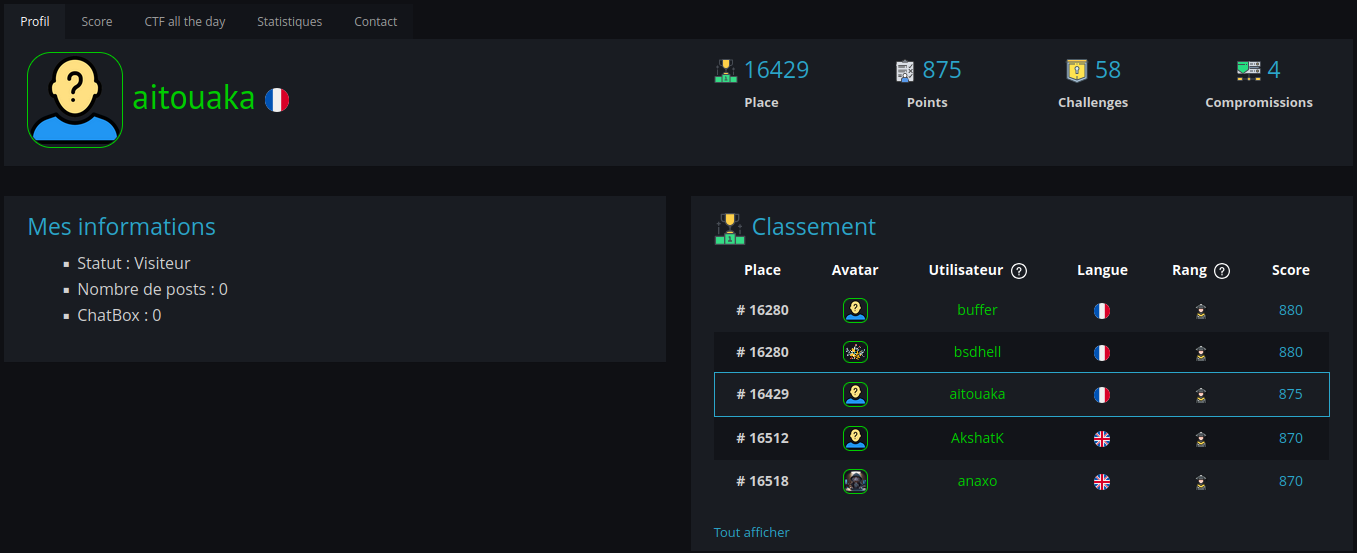 Profil Score CTF all the day Statistiques Contact
aitouaka
16429 875 58 4
Place Points Challenges Compromissions
Mes informations
▪ Statut : Visiteur
▪ Nombre de posts : 0
▪ ChatBox : 0
Classement
Place Avatar Utilisateur ? Langue Rang ? Score
# 16280 buffer 880
# 16280 bsdhell 880
# 16429 aitouaka 875
# 16512 AkshatK 870
# 16518 anaxo 870
Tout afficher